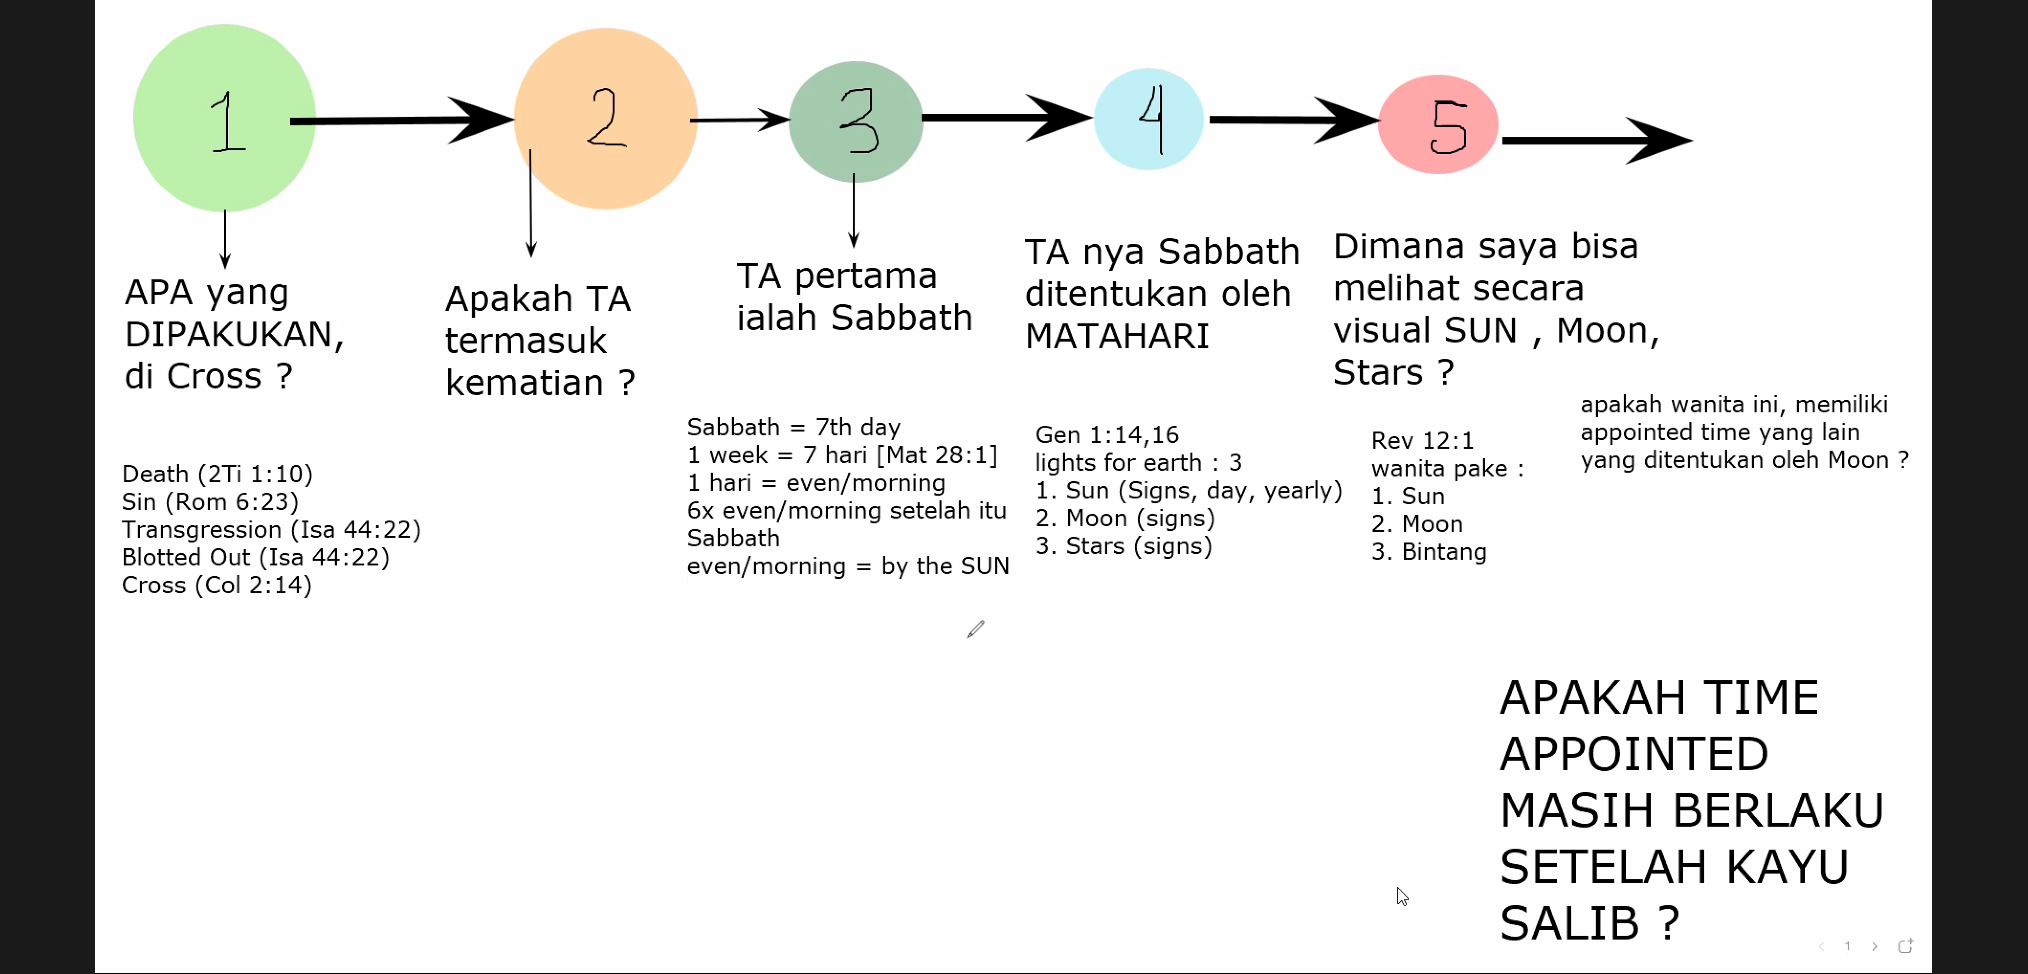 1
2
3
4
5
APA yang
DIPAKUKAN,
di Cross ?
Death (2Ti 1:10)
Sin (Rom 6:23)
Transgression (Isa 44:22)
Blotted Out (Isa 44:22)
Cross (Col 2:14)
Apakah TA
termasuk
kematian ?
TA pertama
ialah Sabbath
Sabbath = 7th day
1 week = 7 hari [Mat 28:1]
1 hari = even/morning
6x even/morning setelah itu
Sabbath
even/morning = by the SUN
TA nya Sabbath
ditentukan oleh
MATAHARI
Gen 1:14,16
lights for earth : 3
1. Sun (Signs, day, yearly)
2. Moon (signs)
3. Stars (signs)
Dimana saya bisa
melihat secara
visual SUN , Moon,
Stars ?
Rev 12:1
wanita pake :
1. Sun
2. Moon
3. Bintang
apakah wanita ini, memiliki
appointed time yang lain
yang ditentukan oleh Moon ?
APAKAH TIME
APPOINTED
MASIH BERLAKU
SETELAH KAYU
SALIB ?
1